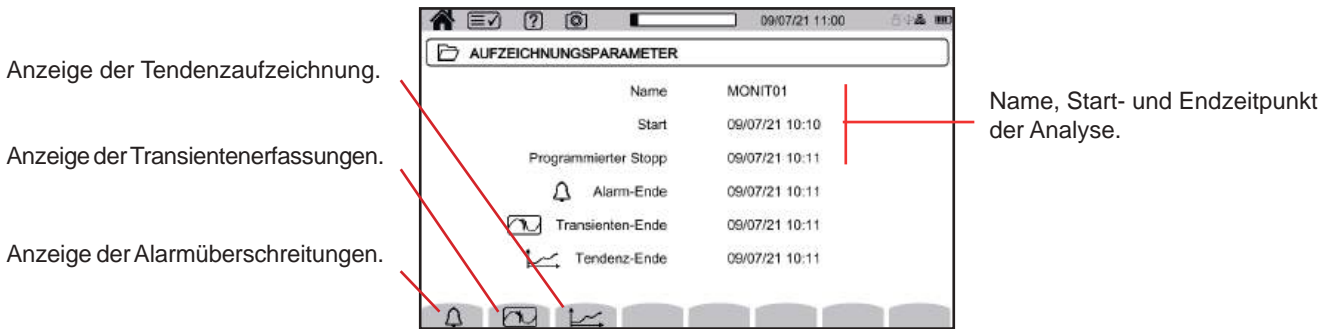 09/07/21 11:00
AUFZEICHNUNGSPARAMETER
Anzeige der Tendenzaufzeichnung.
Name MONIT01
Name, Start- und Endzeitpunkt
der Analyse.
Start 09/07/21 10:10
Anzeige der Transientenerfassungen.
Programmierter Stopp 09/07/21 10:11
Alarm-Ende 09/07/21 10:11
Transienten-Ende 09/07/21 10:11
Anzeige der Alarmüberschreitungen.
Tendenz-Ende 09/07/21 10:11